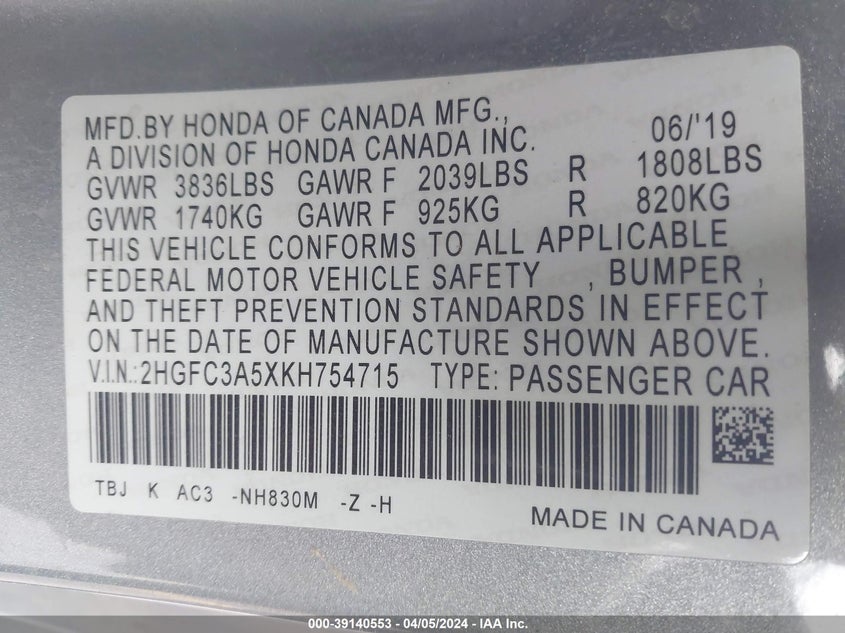 MFD.BY HONDA OF CANADA MFG.,
A DIVISION OF HONDA CANADA INC. 06/'19
GVWR 3836LBS GAWR F 2039LBS R 1808LBS
GVWR 1740KG GAWR F 925KG R 820KG
THIS VEHICLE CONFORMS TO ALL APPLICABLE
FEDERAL MOTOR VEHICLE SAFETY , BUMPER ,
AND THEFT PREVENTION STANDARDS IN EFFECT
ON THE DATE OF MANUFACTURE SHOWN ABOVE.
V.I.N.:2HGFC3A5XKH754715 TYPE: PASSENGER CAR
TBJ K AC3 -NH830M -Z -H
MADE IN CANADA
000-39140553 - 04/05/2024 - IAA Inc.